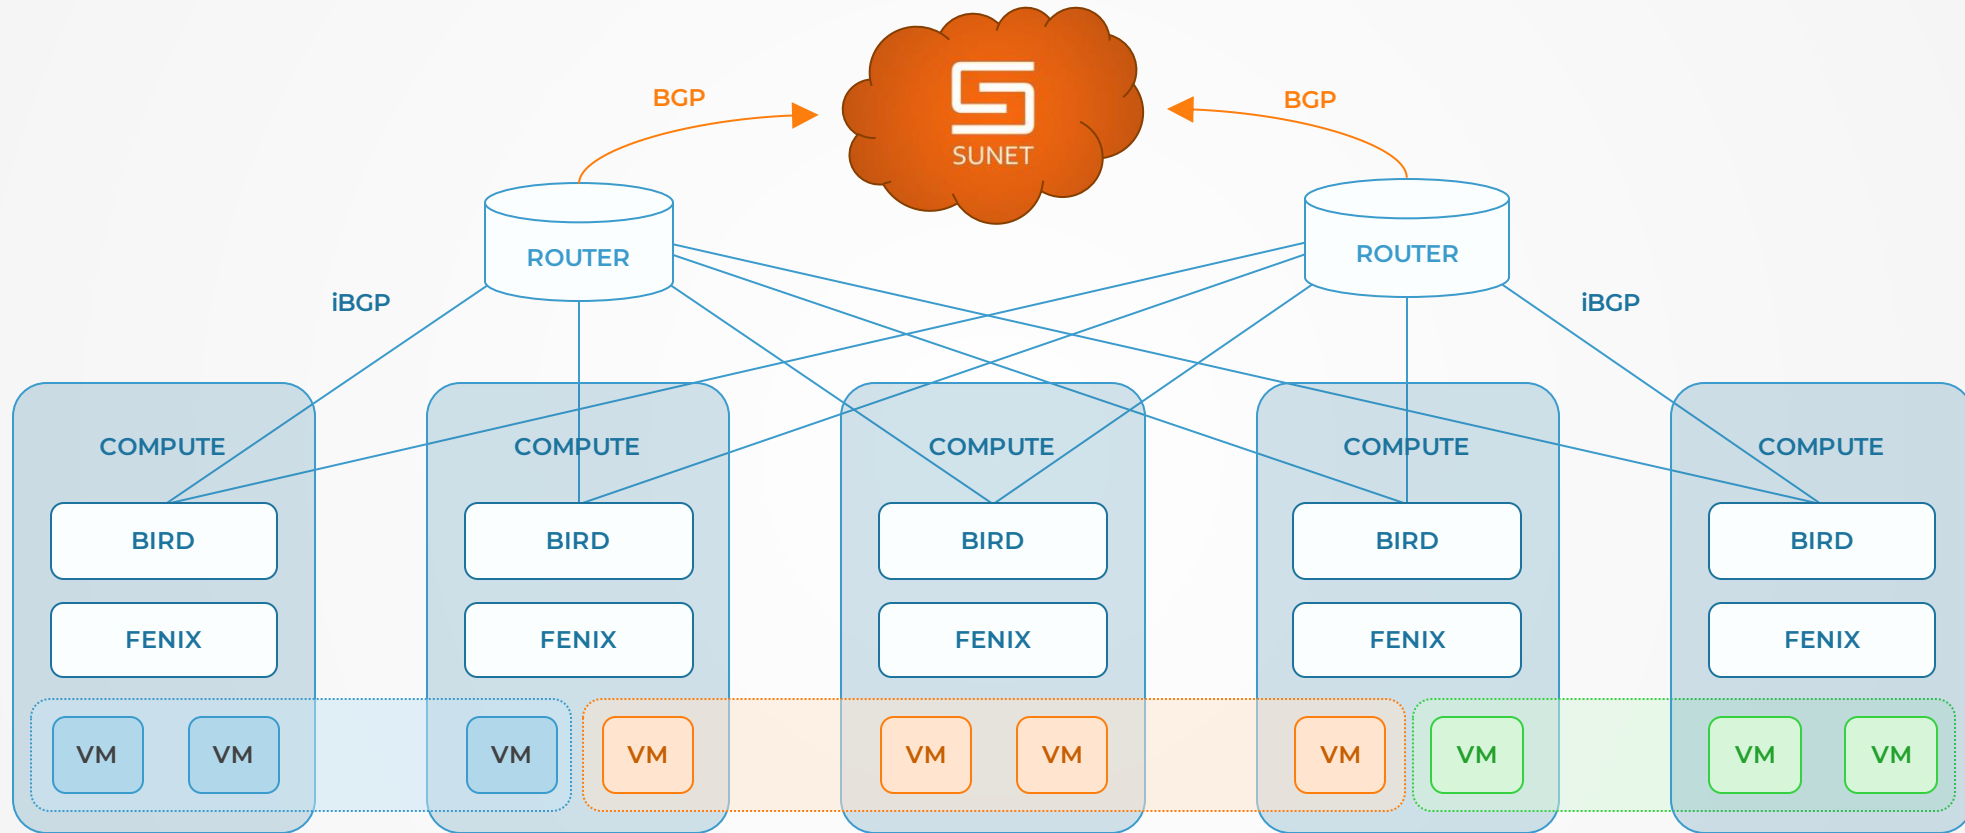 BGP
BGP
SUNET
ROUTER
ROUTER
iBGP
iBGP
COMPUTE
COMPUTE
COMPUTE
COMPUTE
COMPUTE
BIRD
BIRD
BIRD
BIRD
BIRD
FENIX
FENIX
FENIX
FENIX
FENIX
VM
VM
VM
VM
VM
VM
VM
VM
VM
VM